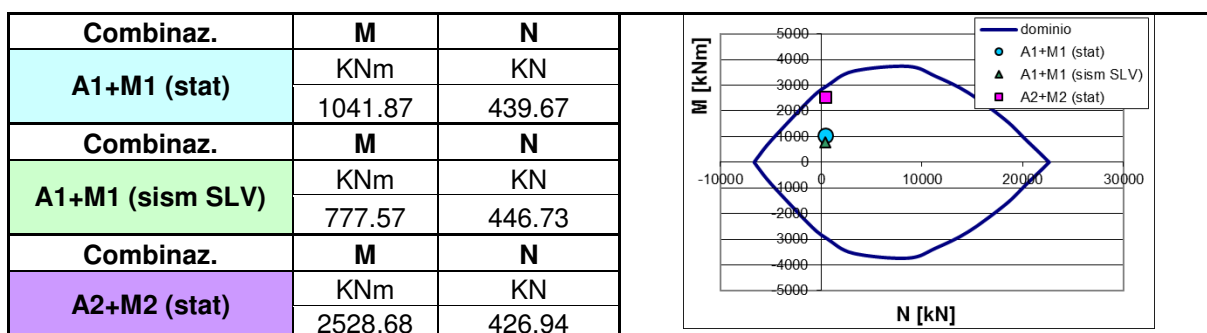 Combinaz. M N
A1+M1 (stat) KNm KN
1041.87 439.67
Combinaz. M N
A1+M1 (sism SLV) KNm KN
777.57 446.73
Combinaz. M N
A2+M2 (stat) KNm KN
2528.68 426.94
M [kNm]
5000
4000
3000
2000
1000
0
-1000
-2000
-3000
-4000
-5000
-10000 0 10000 20000 30000
N [kN]
dominio
A1+M1 (stat)
A1+M1 (sism SLV)
A2+M2 (stat)